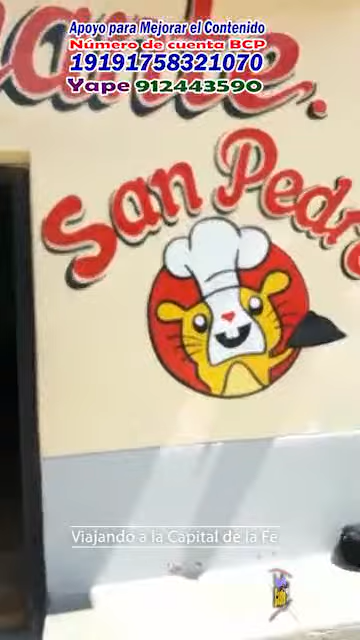 Apoyo para Mejorar el Contenido
Número de cuenta BCP
19191758321070
Yape 912443590
San Pedr
Viajando a la Capital de la Fe